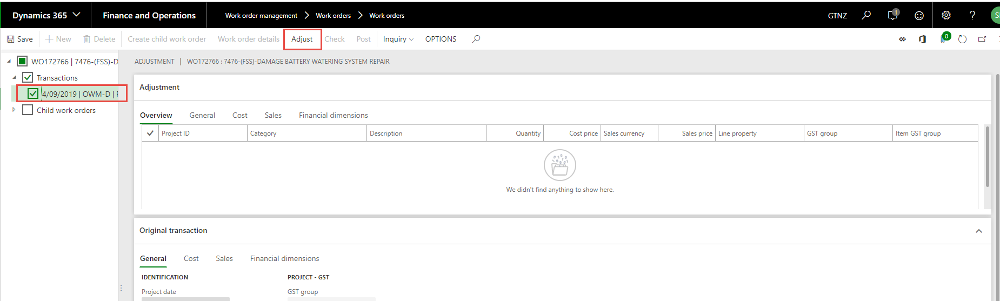 Dynamics 365 Finance and Operations Work order management Work orders Work orders GTNZ 1 ?
Save New Delete Create child work order Work order details Adjust Check Post Inquiry OPTIONS 0
WO172766 | 7476-(FSS)-D
Transactions
4/09/2019 | OWM-D |
Child work orders
ADJUSTMENT | WO172766 : 7476-(FSS)-DAMAGE BATTERY WATERING SYSTEM REPAIR
Adjustment
Overview General Cost Sales Financial dimensions
Project ID Category Description Quantity Cost price Sales currency Sales price Line property GST group Item GST group
We didn't find anything to show here.
Original transaction
General Cost Sales Financial dimensions
IDENTIFICATION PROJECT - GST
Project date GST group